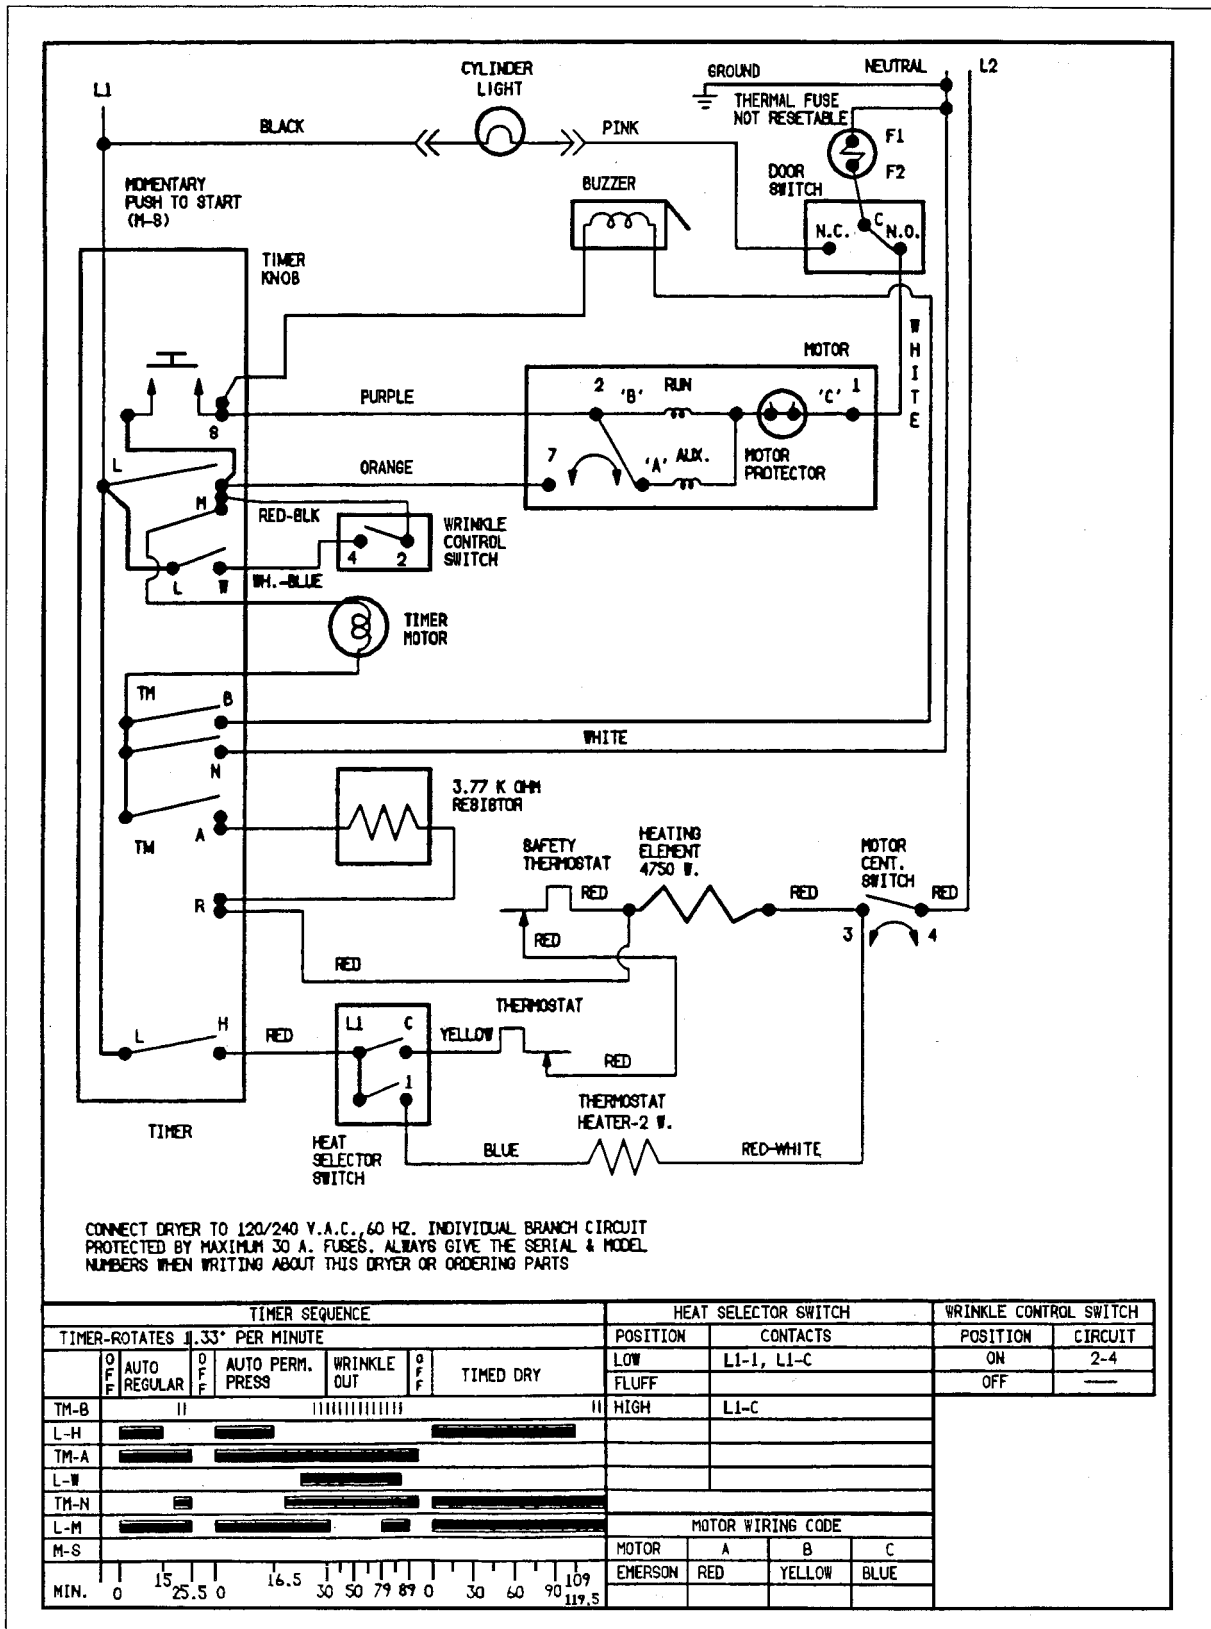 L1
CYLINDER
LIGHT
GROUND
NEUTRAL
L2
THERMAL FUSE
NOT RESETABLE
BLACK
PINK
F1
F2
MOMENTARY
PUSH TO START
(M-S)
BUZZER
DOOR
SWITCH
N.C.
C
N.O.
TIMER
KNOB
WHITE
MOTOR
PURPLE
2
'B'
RUN
'C'
1
S
L
ORANGE
7
'A'
AUX.
MOTOR
PROTECTOR
M
RED-BLK
WRINKLE
CONTROL
SWITCH
4
2
L
W
WH.-BLUE
TIMER
MOTOR
TM
B
WHITE
N
3.77 K OHM
RESISTOR
TM
A
SAFETY
THERMOSTAT
HEATING
ELEMENT
4750 W.
MOTOR
CENT.
SWITCH
RED
RED
RED
R
3
4
RED
RED
THERMOSTAT
L
H
RED
L1
C
YELLOW
RED
1
THERMOSTAT
HEATER-2 W.
TIMER
HEAT
SELECTOR
SWITCH
BLUE
RED-WHITE
CONNECT DRYER TO 120/240 V.A.C.,60 HZ. INDIVIDUAL BRANCH CIRCUIT
PROTECTED BY MAXIMUM 30 A. FUSES. ALWAYS GIVE THE SERIAL & MODEL
NUMBERS WHEN WRITING ABOUT THIS DRYER OR ORDERING PARTS
TIMER SEQUENCE
TIMER-ROTATES 1.33° PER MINUTE
OFF
AUTO
REGULAR
OFF
AUTO PERM.
PRESS
WRINKLE
OUT
OFF
TIMED DRY
TM-B
L-H
TM-A
L-W
TM-N
L-M
M-S
MIN. 0 15 25.5 0 16.5 30 50 79 89 0 30 60 90 109 119.5
HEAT SELECTOR SWITCH
POSITION CONTACTS
LOW L1-1, L1-C
FLUFF
HIGH L1-C
MOTOR WIRING CODE
MOTOR A B C
EMERSON RED YELLOW BLUE
WRINKLE CONTROL SWITCH
POSITION CIRCUIT
ON 2-4
OFF —